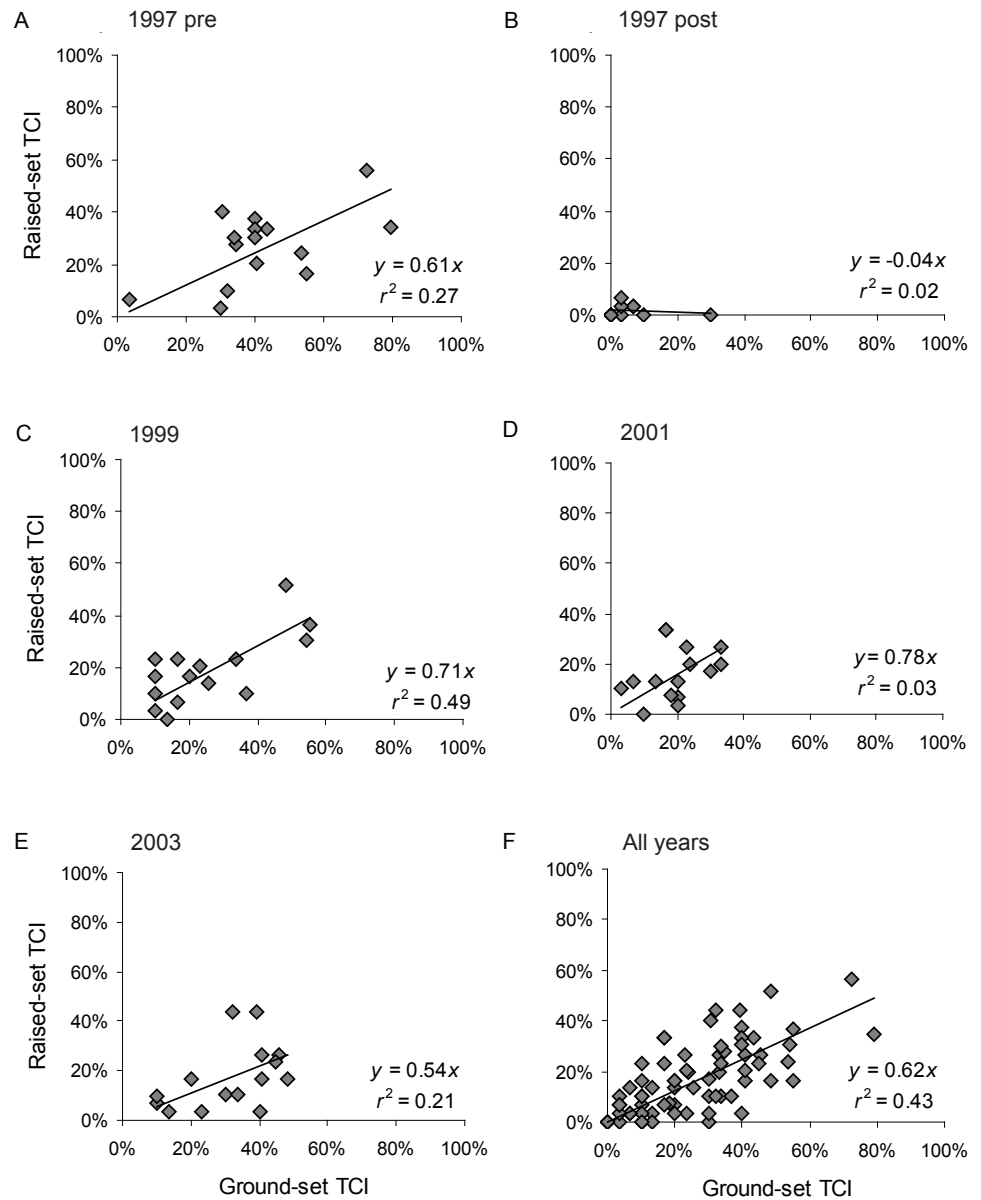 A 1997 pre
100%
80%
60%
40%
20%
0%
Raised-set TCI
y = 0.61x
r² = 0.27
0% 20% 40% 60% 80% 100%
B 1997 post
100%
80%
60%
40%
20%
0%
y = -0.04x
r² = 0.02
0% 20% 40% 60% 80% 100%
C 1999
100%
80%
60%
40%
20%
0%
Raised-set TCI
y = 0.71x
r² = 0.49
0% 20% 40% 60% 80% 100%
D 2001
100%
80%
60%
40%
20%
0%
y = 0.78x
r² = 0.03
0% 20% 40% 60% 80% 100%
E 2003
100%
80%
60%
40%
20%
0%
Raised-set TCI
y = 0.54x
r² = 0.21
0% 20% 40% 60% 80% 100%
Ground-set TCI
F All years
100%
80%
60%
40%
20%
0%
y = 0.62x
r² = 0.43
0% 20% 40% 60% 80% 100%
Ground-set TCI